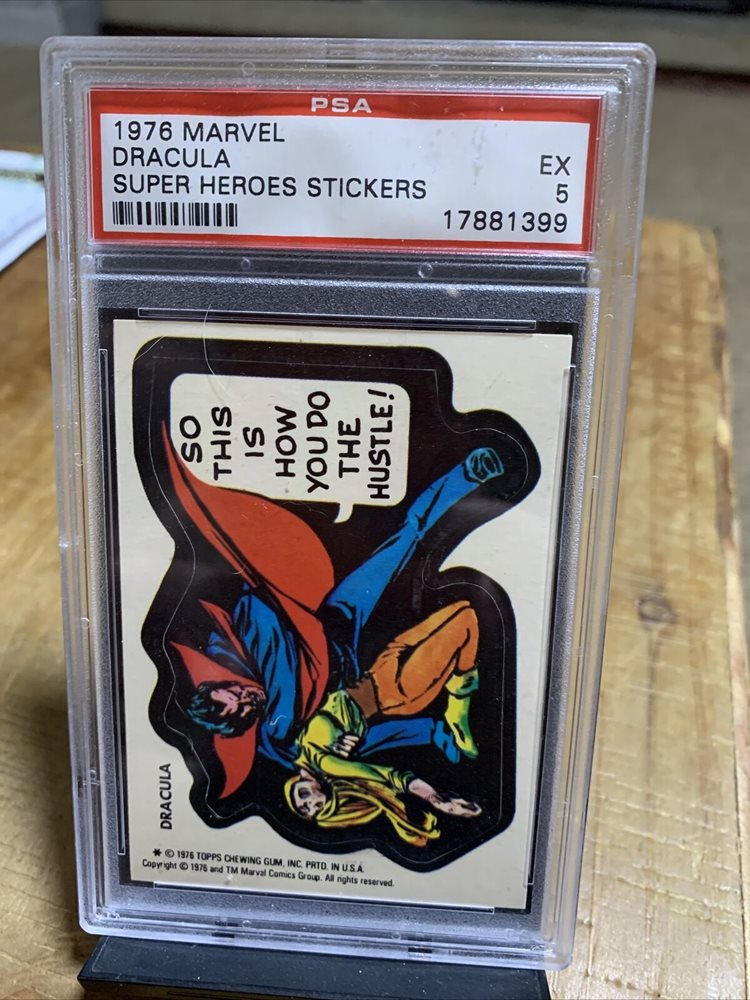 PSA
1976 MARVEL
DRACULA
EX
SUPER HEROES STICKERS
5
17881399
SO
THIS
IS
HOW
YOU DO
THE
HUSTLE!
DRACULA
* © 1976 TOPPS CHEWING GUM, INC. PRTD. IN U.S.A.
Copyright © 1976 and TM Marval Comics Group. All rights reserved.